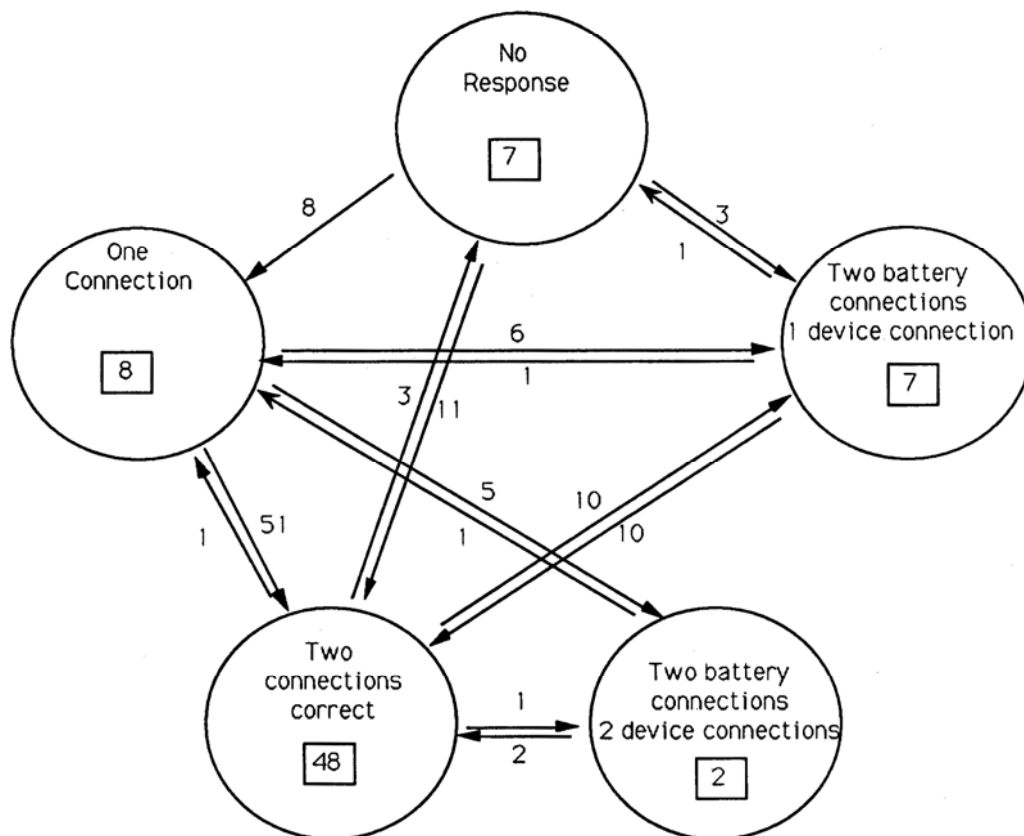 No
Response
7
8
3
1
One
Connection
8
Two battery
connections
1 device connection
7
6
1
3
11
5
1
10
10
1
51
Two
connections
correct
48
1
2
Two battery
connections
2 device connections
2